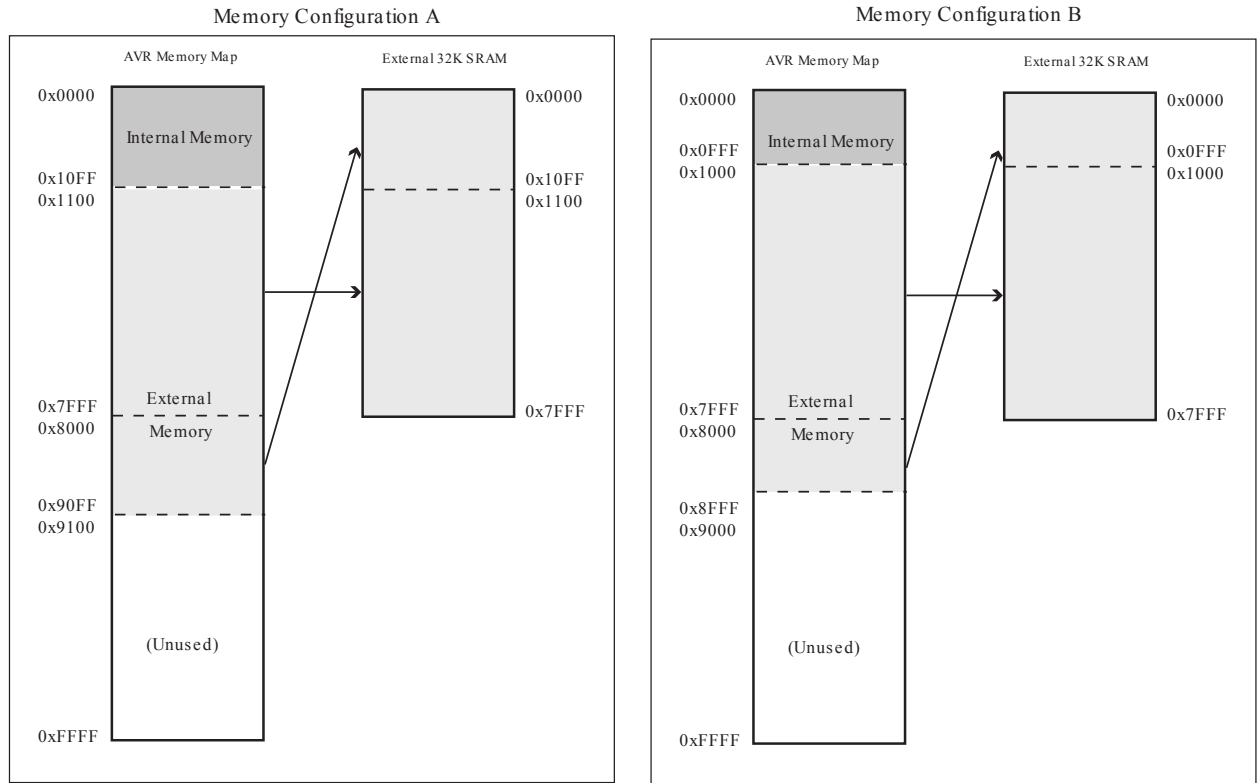 Memory Configuration A
AVR Memory Map
External 32K SRAM
0x0000
Internal Memory
0x10FF
0x1100
External
0x7FFF
0x8000
Memory
0x90FF
0x9100
(Unused)
0xFFFF
0x0000
0x10FF
0x1100
0x7FFF
Memory Configuration B
AVR Memory Map
External 32K SRAM
0x0000
Internal Memory
0x0FFF
0x1000
External
0x7FFF
0x8000
Memory
0x8FFF
0x9000
(Unused)
0xFFFF
0x0000
0x0FFF
0x1000
0x7FFF